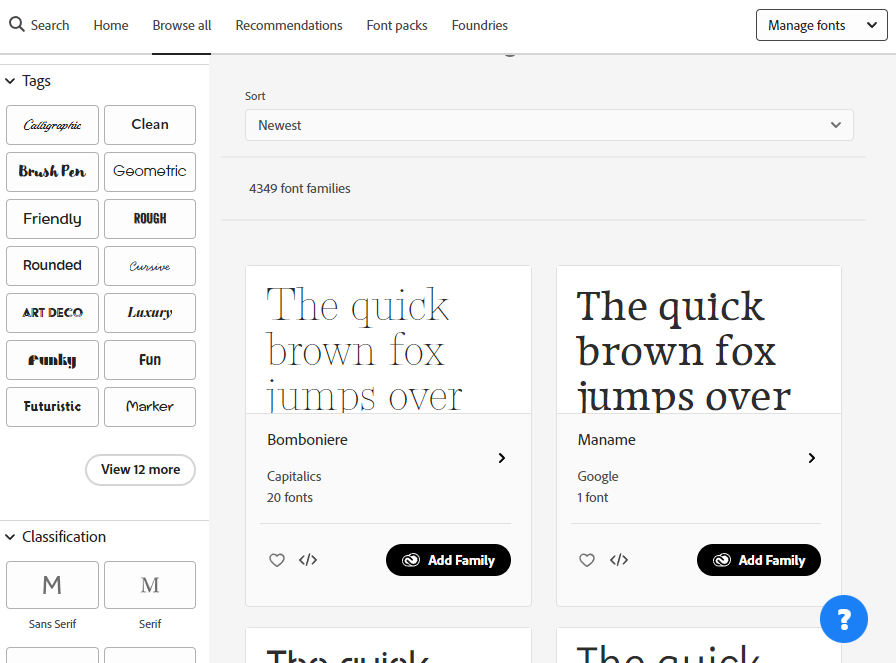 Search
Home
Browse all
Recommendations
Font packs
Foundries
Manage fonts
Tags
Calligraphic
Clean
Brush Pen
Geometric
Friendly
ROUGH
Rounded
Cursive
ART DECO
Luxury
Funky
Fun
Futuristic
Marker
View 12 more
Classification
M
M
Sans Serif
Serif
Sort
Newest
4349 font families
The quick
brown fox
jumps over
Bomboniere
Capitalics
20 fonts
</>
Add Family
The quick
brown fox
jumps over
Maname
Google
1 font
</>
Add Family
The quick
The quick
?